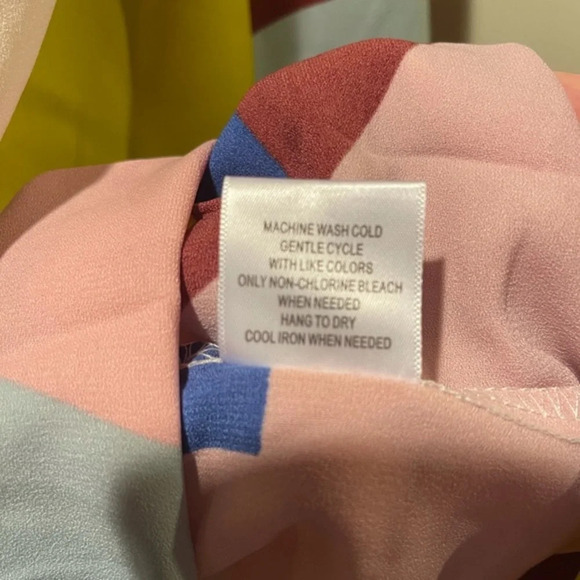 MACHINE WASH COLD
GENTLE CYCLE
WITH LIKE COLORS
ONLY NON-CHLORINE BLEACH
WHEN NEEDED
HANG TO DRY
COOL IRON WHEN NEEDED